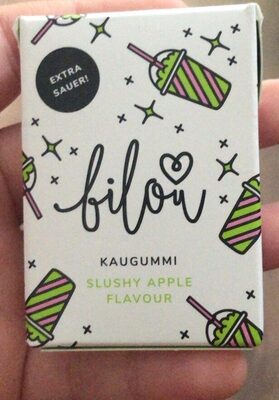 EXTRA
SAUER!
bilou
KAUGUMMI
SLUSHY APPLE
FLAVOUR